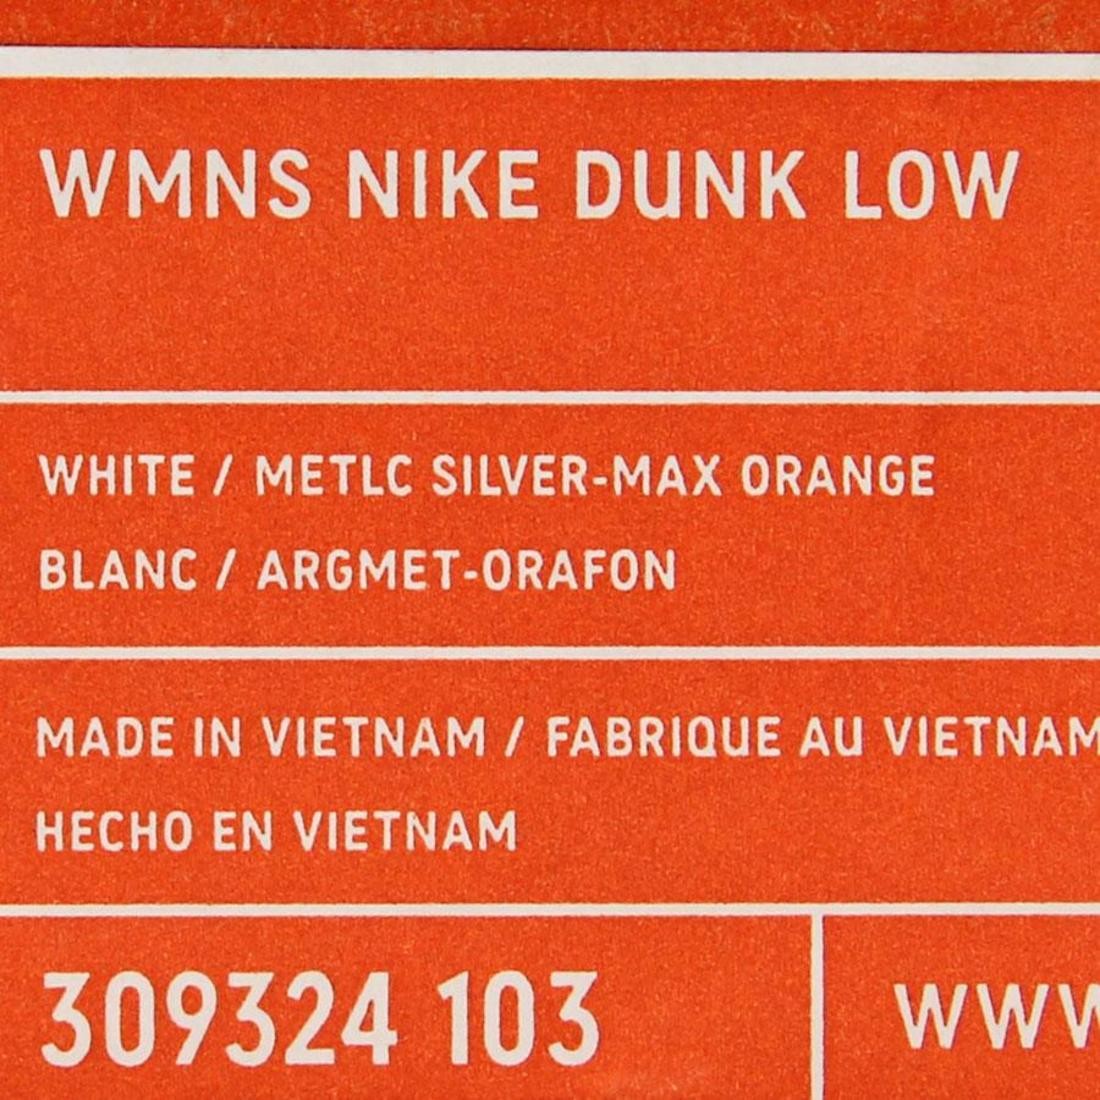 WMNS NIKE DUNK LOW
WHITE / METLC SILVER-MAX ORANGE
BLANC / ARGMET-ORAFON
MADE IN VIETNAM / FABRIQUE AU VIETNAM
HECHO EN VIETNAM
309324 103
WWW